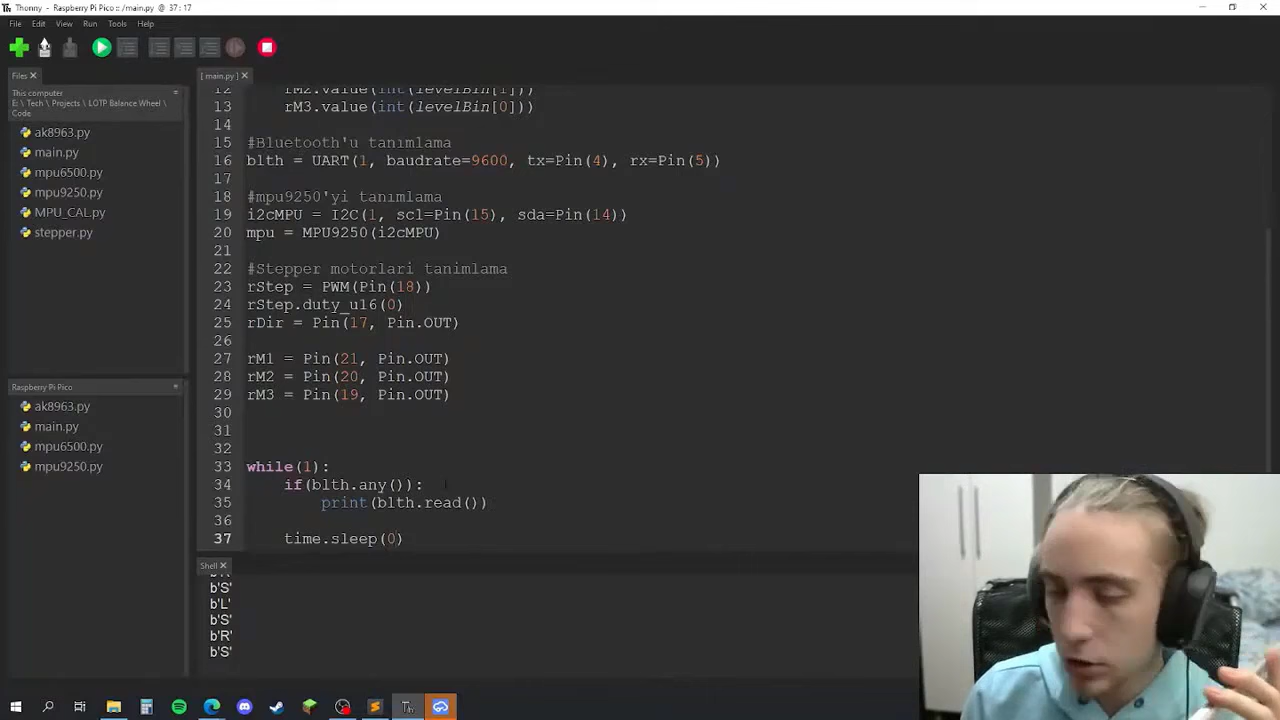 Thonny - Raspberry Pi Pico :: /main.py @ 37 : 17
File Edit View Run Tools Help
Files
[ main.py ]
This computer
E: \ Tech \ Projects \ LOTP Balance Wheel \
Code
ak8963.py
main.py
mpu6500.py
mpu9250.py
MPU_CAL.py
stepper.py
Raspberry Pi Pico
ak8963.py
main.py
mpu6500.py
mpu9250.py
12 rM2.value(int(levelBin[1]))
13 rM3.value(int(levelBin[0]))
14
15 #Bluetooth'u tanımlama
16 blth = UART(1, baudrate=9600, tx=Pin(4), rx=Pin(5))
17
18 #mpu9250'yi tanımlama
19 i2cMPU = I2C(1, scl=Pin(15), sda=Pin(14))
20 mpu = MPU9250(i2cMPU)
21
22 #Stepper motorlari tanimlama
23 rStep = PWM(Pin(18))
24 rStep.duty_u16(0)
25 rDir = Pin(17, Pin.OUT)
26
27 rM1 = Pin(21, Pin.OUT)
28 rM2 = Pin(20, Pin.OUT)
29 rM3 = Pin(19, Pin.OUT)
30
31
32
33 while(1):
34 if(blth.any()):
35 print(blth.read())
36
37 time.sleep(0)
Shell
b'S'
b'L'
b'S'
b'R'
b'S'